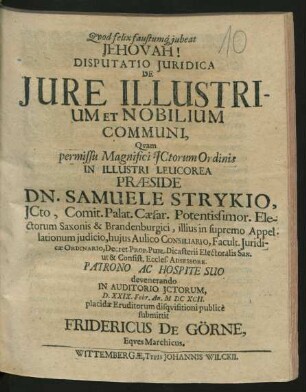 10
Quod felix faustumq; jubeat
JEHOVAH!
DISPUTATIO JURIDICA
DE
JURE ILLUSTRI-
UM ET NOBILIUM
COMMUNI,
Quam
permissu Magnifici JCtorum Ordinis
IN ILLUSTRI LEUCOREA
PRÆSIDE
DN. SAMUELE STRYKIO,
JCto, Comit. Palat. Cæsar. Potentissimor. Ele-
ctorum Saxonis & Brandenburgici, illius in supremo Appel-
lationum judicio, hujus Aulico CONSILIARIO, Facult. Juridi-
cæ ORDINARIO, Decret. PROF. PUBL. Dicasterii Electoralis Sax.
ut & Consist. Eccles. ASSESSORE.
PATRONO AC HOSPITE SUO
devenerando
IN AUDITORIO JCTORUM,
D. XXIX. Febr. An. M DC XCII.
placidæ Eruditorum disquisitioni publicè
submittit
FRIDERICUS DE GÖRNE,
Eqves Marchicus.
WITTEMBERGÆ, Typis JOHANNIS WILCKII.